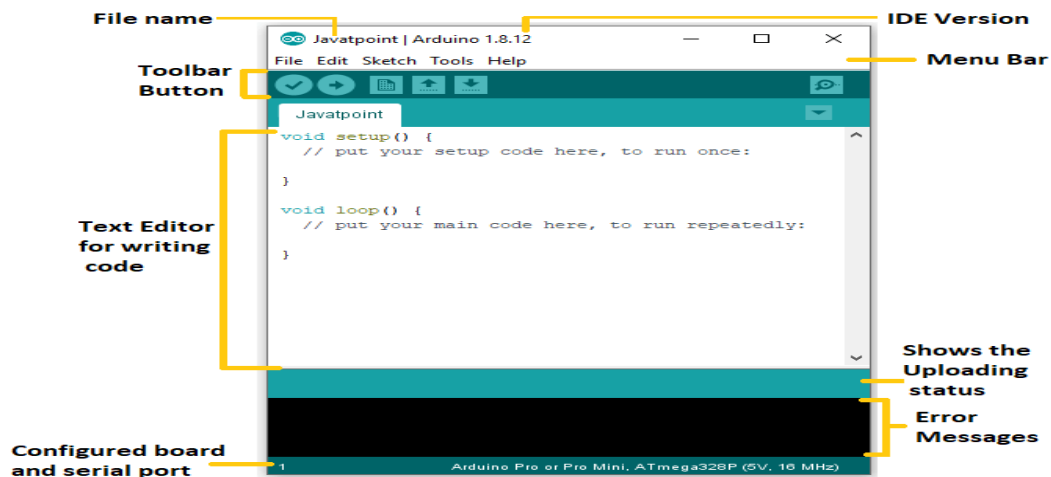 File name
IDE Version
Javatpoint | Arduino 1.8.12
File Edit Sketch Tools Help
Menu Bar
Toolbar
Button
Javatpoint
void setup() {
// put your setup code here, to run once:
}
void loop() {
// put your main code here, to run repeatedly:
}
Text Editor
for writing
code
Shows the
Uploading
status
Error
Messages
Configured board
and serial port
1
Arduino Pro or Pro Mini, ATmega328P (5V, 16 MHz)